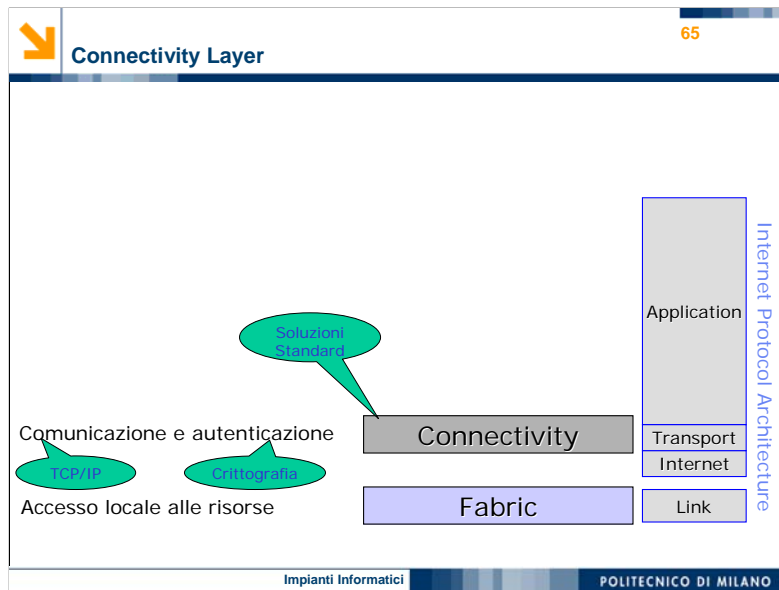 65
Connectivity Layer
Soluzioni
Standard
Comunicazione e autenticazione
TCP/IP
Crittografia
Accesso locale alle risorse
Connectivity
Fabric
Application
Transport
Internet
Link
Internet Protocol Architecture
Impianti Informatici
POLITECNICO DI MILANO